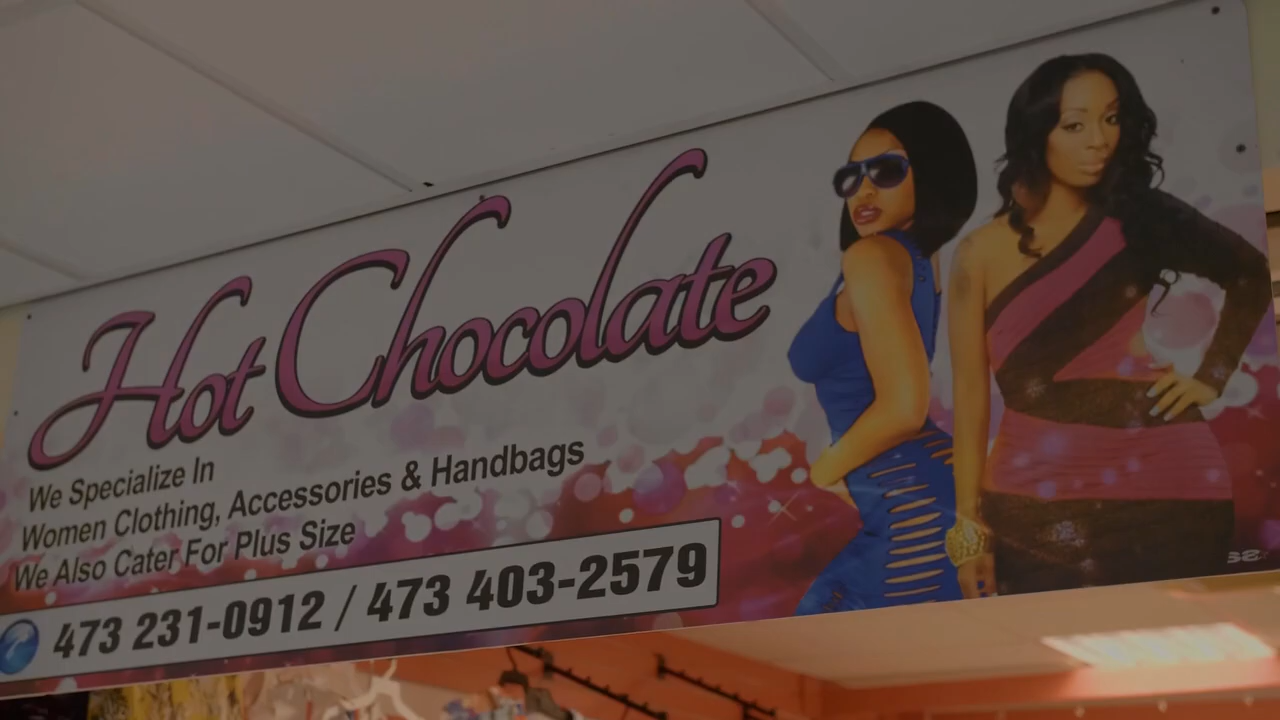 Hot Chocolate
We Specialize In
Women Clothing, Accessories & Handbags
We Also Cater For Plus Size
473 231-0912 / 473 403-2579